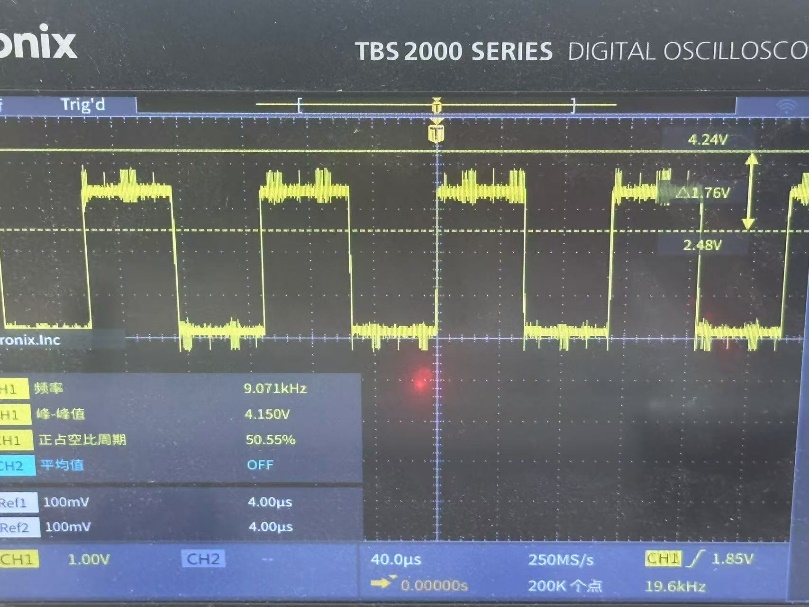 onix
TBS 2000 SERIES DIGITAL OSCILLOSCO
Trig'd
T
T
4.24V
△1.76V
2.48V
ronix.Inc
H1 频率 9.071kHz
H1 峰-峰值 4.150V
H1 正占空比周期 50.55%
CH2 平均值 OFF
Ref1 100mV 4.00μs
Ref2 100mV 4.00μs
CH1 1.00V CH2 -- 40.0μs 250MS/s CH1 1.85V
0.00000s 200K 个点 19.6kHz